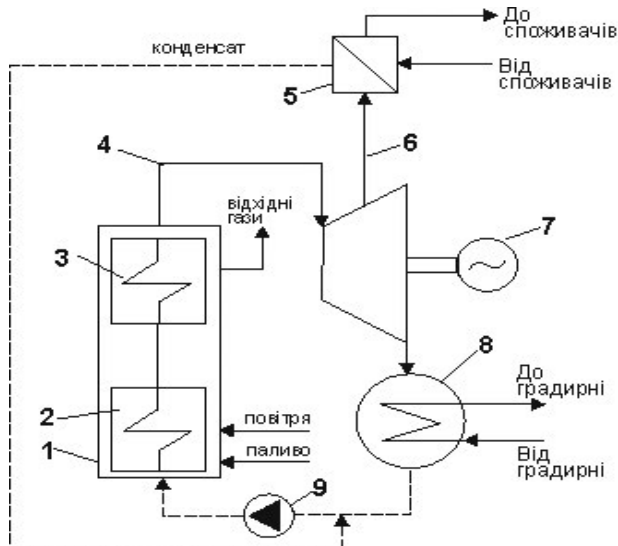 До
споживачів
конденсат
Від
споживачів
5
4
6
відхідні
гази
7
3
8
До
градирні
2
повітря
1
паливо
Від
градирні
9